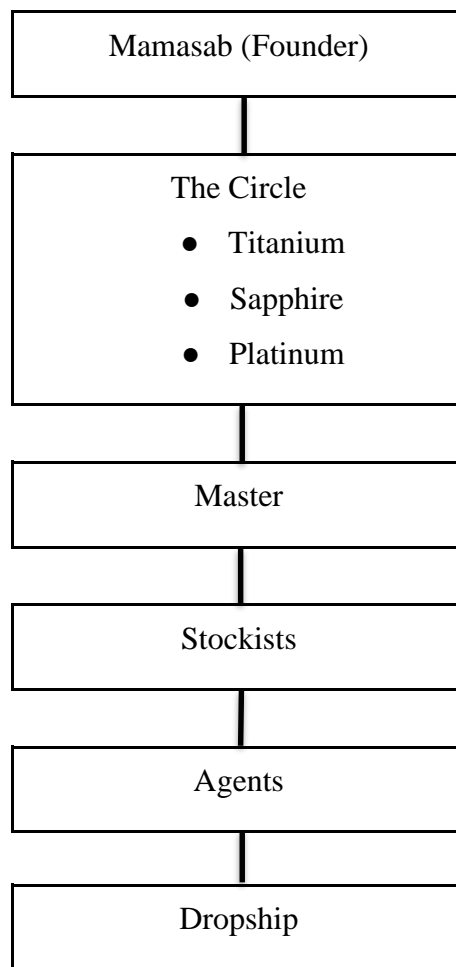 Mamasab (Founder)
The Circle
● Titanium
● Sapphire
● Platinum
Master
Stockists
Agents
Dropship